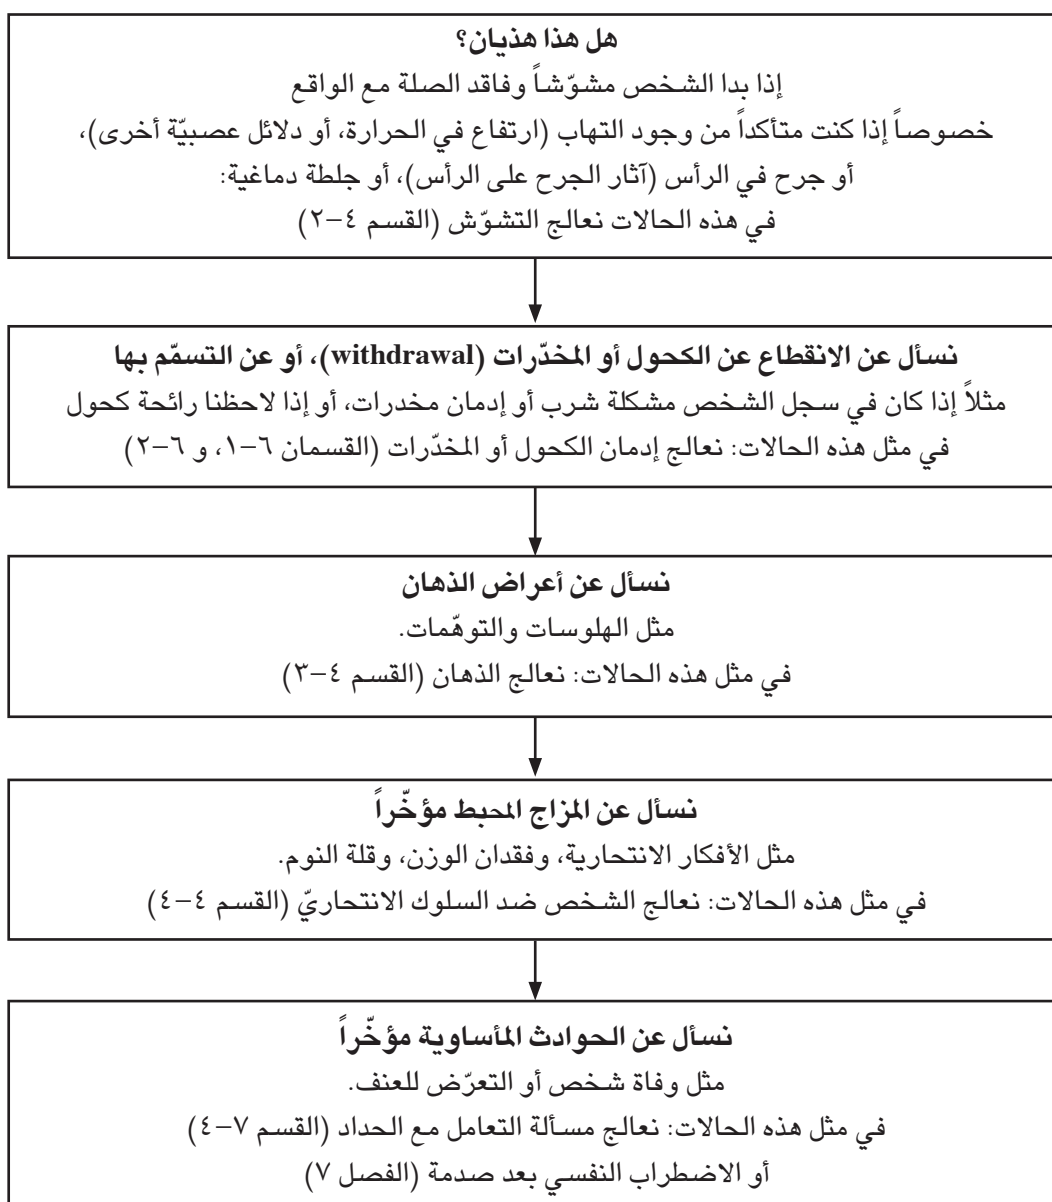 هل هذا هذيان؟
إذا بدا الشخص مشوّشاً وفاقد الصلة مع الواقع
خصوصاً إذا كنت متأكداً من وجود التهاب (ارتفاع في الحرارة، أو دلائل عصبيّة أخرى)،
أو جرح في الرأس (آثار الجرح على الرأس)، أو جلطة دماغية:
في هذه الحالات نعالج التشوّش (القسم ٤-٢)
نسأل عن الانقطاع عن الكحول أو المخدّرات (withdrawal)، أو عن التسمّم بها
مثلاً إذا كان في سجل الشخص مشكلة شرب أو إدمان مخدرات، أو إذا لاحظنا رائحة كحول
في مثل هذه الحالات: نعالج إدمان الكحول أو المخدّرات (القسمان ٦-١، و ٦-٢)
نسأل عن أعراض الذهان
مثل الهلوسات والتوهّمات.
في مثل هذه الحالات: نعالج الذهان (القسم ٤-٣)
نسأل عن المزاج المحبط مؤخّراً
مثل الأفكار الانتحارية، وفقدان الوزن، وقلة النوم.
في مثل هذه الحالات: نعالج الشخص ضد السلوك الانتحاريّ (القسم ٤-٤)
نسأل عن الحوادث المأساوية مؤخّراً
مثل وفاة شخص أو التعرّض للعنف.
في مثل هذه الحالات: نعالج مسألة التعامل مع الحداد (القسم ٧-٤)
أو الاضطراب النفسي بعد صدمة (الفصل ٧)